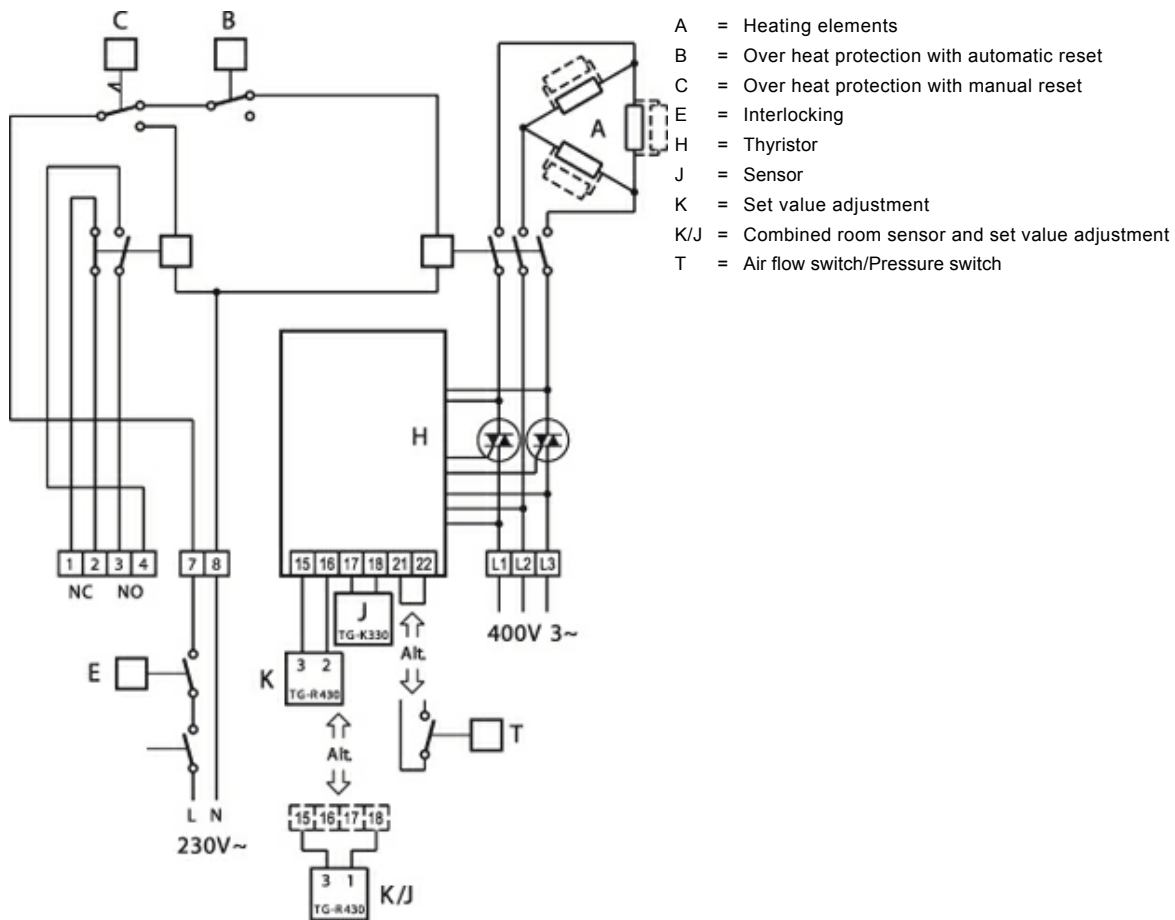 C
B
A = Heating elements
B = Over heat protection with automatic reset
C = Over heat protection with manual reset
E = Interlocking
H = Thyristor
J = Sensor
K = Set value adjustment
K/J = Combined room sensor and set value adjustment
T = Air flow switch/Pressure switch
A
H
1 2 3 4
NC NO
7 8
15 16 17 18 21 22
L1 L2 L3
400V 3~
J
TG-K330
Alt.
E
K
3 2
TG-R430
T
Alt.
L N
230V~
15 16 17 18
3 1
TG-R430
K/J